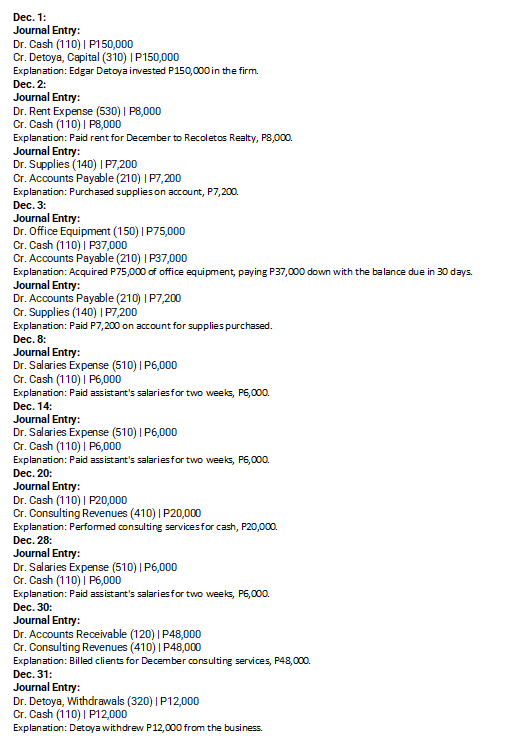 Dec. 1:
Journal Entry:
Dr. Cash (110) | P150,000
Cr. Detoya, Capital (310) | P150,000
Explanation: Edgar Detoya invested P150,000 in the firm.
Dec. 2:
Journal Entry:
Dr. Rent Expense (530) | P8,000
Cr. Cash (110) | P8,000
Explanation: Paid rent for December to Recoletos Realty, P8,000.
Journal Entry:
Dr. Supplies (140) | P7,200
Cr. Accounts Payable (210) | P7,200
Explanation: Purchased supplies on account, P7,200.
Dec. 3:
Journal Entry:
Dr. Office Equipment (150) | P75,000
Cr. Cash (110) | P37,000
Cr. Accounts Payable (210) | P37,000
Explanation: Acquired P75,000 of office equipment, paying P37,000 down with the balance due in 30 days.
Journal Entry:
Dr. Accounts Payable (210) | P7,200
Cr. Supplies (140) | P7,200
Explanation: Paid P7,200 on account for supplies purchased.
Dec. 8:
Journal Entry:
Dr. Salaries Expense (510) | P6,000
Cr. Cash (110) | P6,000
Explanation: Paid assistant's salaries for two weeks, P6,000.
Dec. 14:
Journal Entry:
Dr. Salaries Expense (510) | P6,000
Cr. Cash (110) | P6,000
Explanation: Paid assistant's salaries for two weeks, P6,000.
Dec. 20:
Journal Entry:
Dr. Cash (110) | P20,000
Cr. Consulting Revenues (410) | P20,000
Explanation: Performed consulting services for cash, P20,000.
Dec. 28:
Journal Entry:
Dr. Salaries Expense (510) | P6,000
Cr. Cash (110) | P6,000
Explanation: Paid assistant's salaries for two weeks, P6,000.
Dec. 30:
Journal Entry:
Dr. Accounts Receivable (120) | P48,000
Cr. Consulting Revenues (410) | P48,000
Explanation: Billed clients for December consulting services, P48,000.
Dec. 31:
Journal Entry:
Dr. Detoya, Withdrawals (320) | P12,000
Cr. Cash (110) | P12,000
Explanation: Detoya withdrew P12,000 from the business.